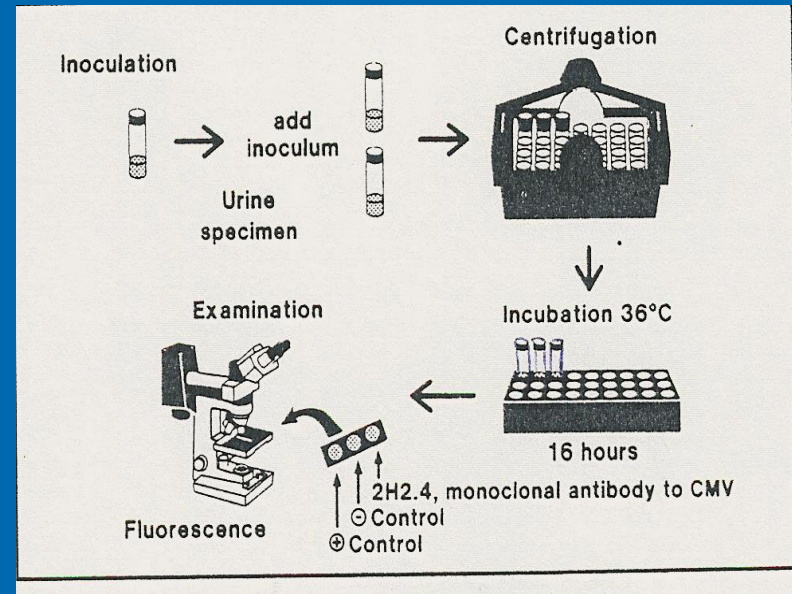 Inoculation
add
inoculum
Urine
specimen
Centrifugation
Incubation 36°C
16 hours
Examination
Fluorescence
2H2.4, monoclonal antibody to CMV
⊖ Control
⊕ Control